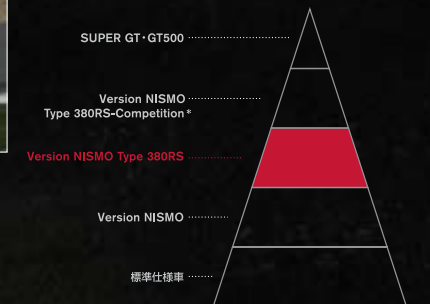 SUPER GT・GT500
Version NISMO
Type 380RS-Competition*
Version NISMO Type 380RS
Version NISMO
標準仕様車